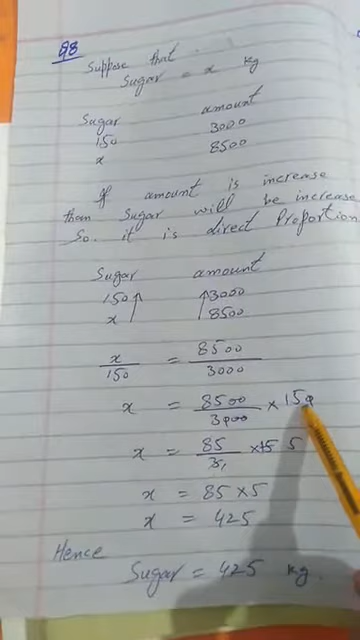 Q8
Suppose that
Sugar = x kg
Sugar amount
150 3000
x 8500
If amount is increase
then Sugar will be increase
So. it is direct Proportion
Sugar amount
150↑ ↑3000
x 8500
x/150 = 8500/3000
x = 8500/3000 × 150
x = 85/3 × 15 5
x = 85 × 5
x = 425
Hence
Sugar = 425 kg.